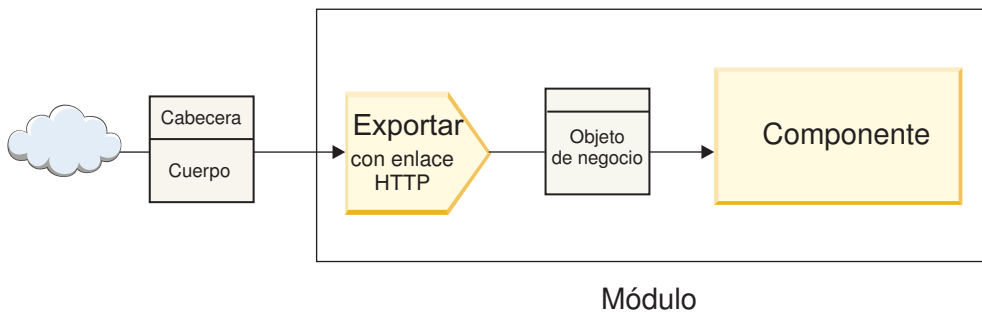 Cabecera
Cuerpo
Exportar
con enlace
HTTP
Objeto
de negocio
Componente
Módulo